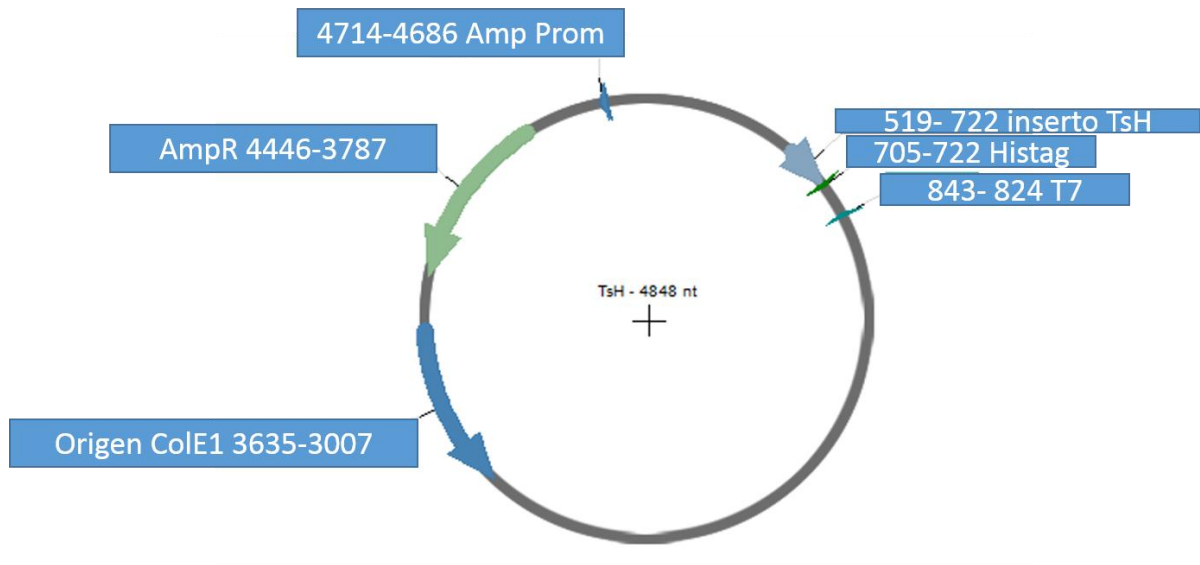 4714-4686 Amp Prom
519- 722 inserto TsH
705-722 Histag
AmpR 4446-3787
843- 824 T7
TsH - 4848 nt
Origen ColE1 3635-3007